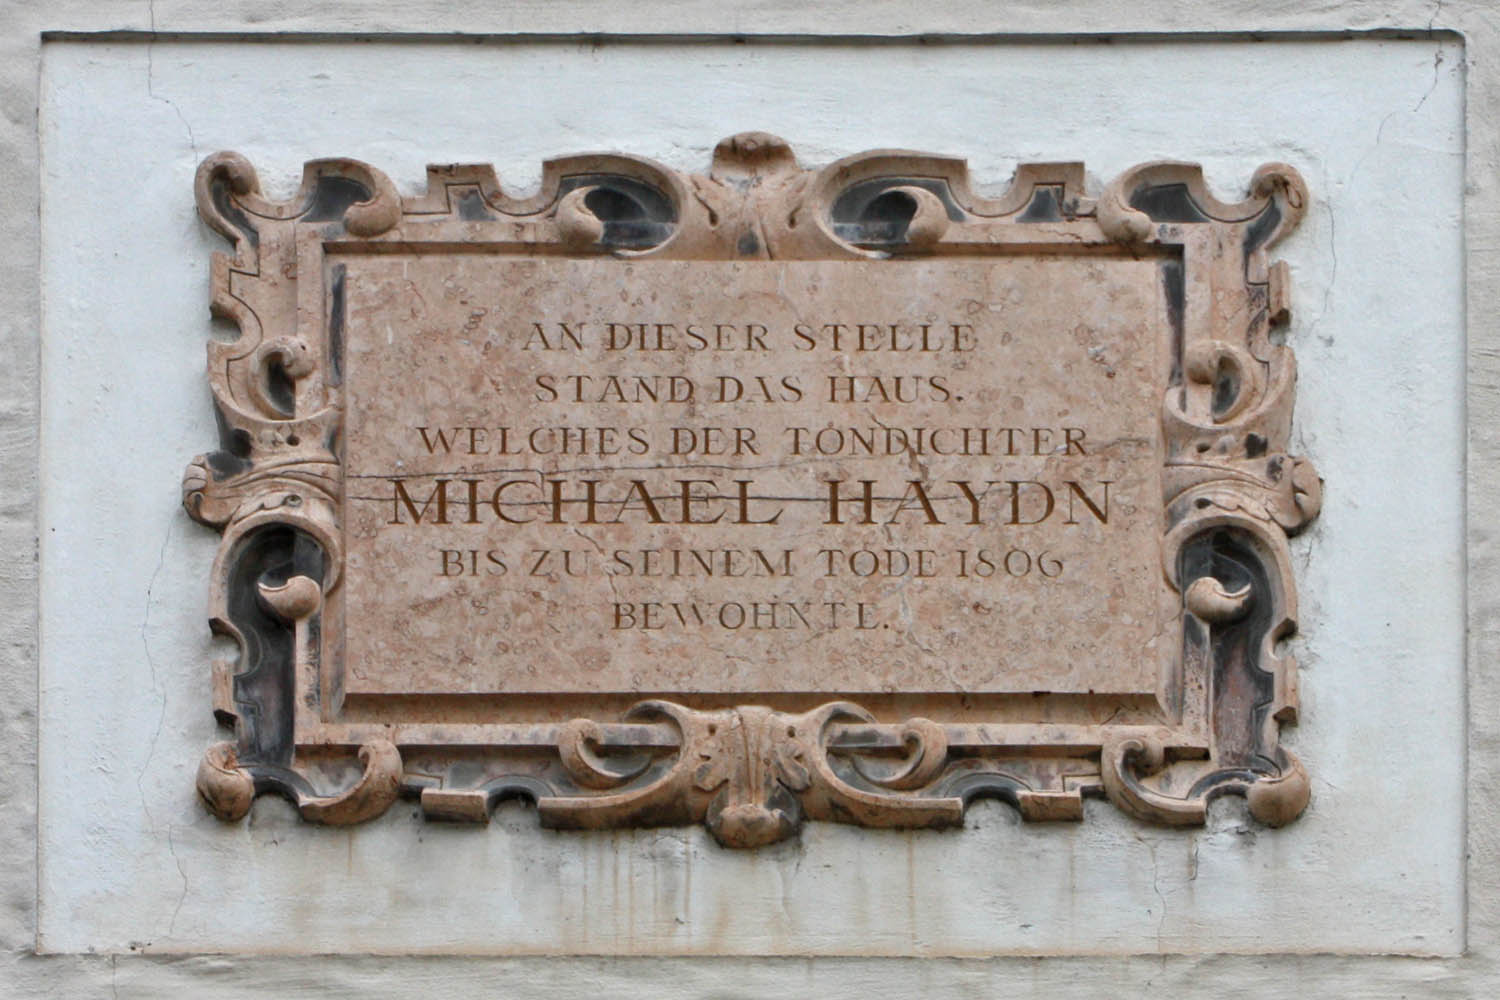 AN DIESER STELLE
STAND DAS HAUS.
WELCHES DER TONDICHTER
MICHAEL HAYDN
BIS ZU SEINEM TODE 1806
BEWOHNTE.